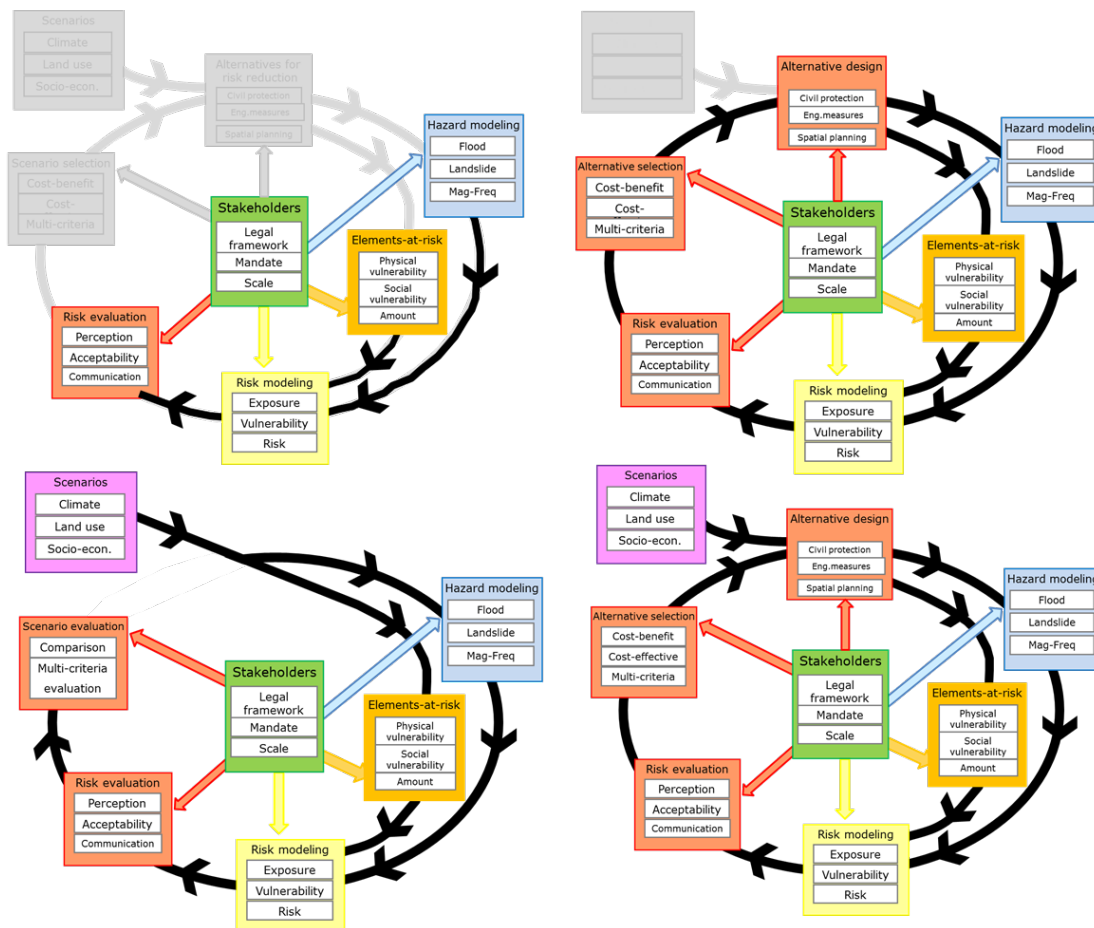 Scenarios
Climate
Land use
Socio-econ.
Alternatives for
risk reduction
Civil protection
Eng.measures
Spatial planning
Scenario selection
Cost-benefit
Cost-
Multi-criteria
Hazard modeling
Flood
Landslide
Mag-Freq
Stakeholders
Legal
framework
Mandate
Scale
Elements-at-risk
Physical
vulnerability
Social
vulnerability
Amount
Risk evaluation
Perception
Acceptability
Communication
Risk modeling
Exposure
Vulnerability
Risk
Alternative design
Civil protection
Eng.measures
Spatial planning
Alternative selection
Cost-benefit
Cost-
Multi-criteria
Hazard modeling
Flood
Landslide
Mag-Freq
Stakeholders
Legal
framework
Mandate
Scale
Elements-at-risk
Physical
vulnerability
Social
vulnerability
Amount
Risk evaluation
Perception
Acceptability
Communication
Risk modeling
Exposure
Vulnerability
Risk
Scenarios
Climate
Land use
Socio-econ.
Scenario evaluation
Comparison
Multi-criteria
evaluation
Hazard modeling
Flood
Landslide
Mag-Freq
Stakeholders
Legal
framework
Mandate
Scale
Elements-at-risk
Physical
vulnerability
Social
vulnerability
Amount
Risk evaluation
Perception
Acceptability
Communication
Risk modeling
Exposure
Vulnerability
Risk
Scenarios
Climate
Land use
Socio-econ.
Alternative design
Civil protection
Eng.measures
Spatial planning
Alternative selection
Cost-benefit
Cost-effective
Multi-criteria
Hazard modeling
Flood
Landslide
Mag-Freq
Stakeholders
Legal
framework
Mandate
Scale
Elements-at-risk
Physical
vulnerability
Social
vulnerability
Amount
Risk evaluation
Perception
Acceptability
Communication
Risk modeling
Exposure
Vulnerability
Risk